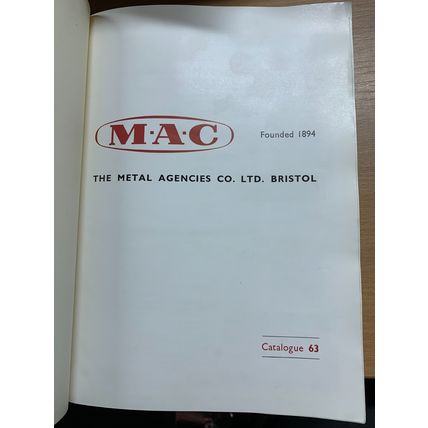 M·A·C
Founded 1894
THE METAL AGENCIES CO. LTD. BRISTOL
Catalogue 63